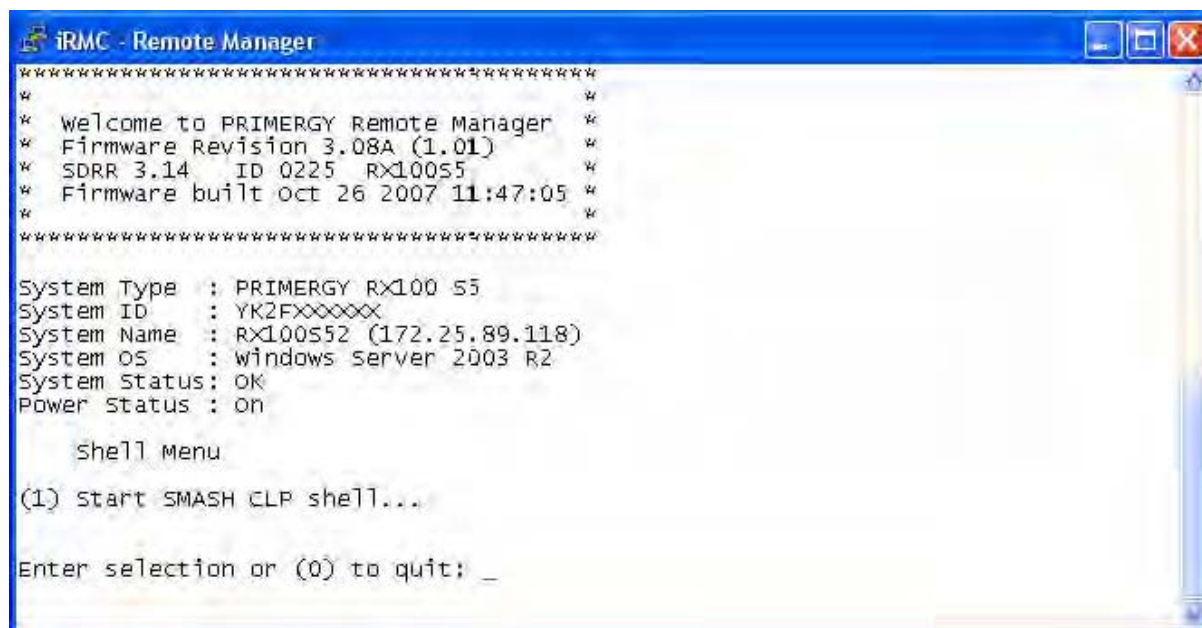 iRMC - Remote Manager
****************************************
*                                      *
*  Welcome to PRIMERGY Remote Manager  *
*  Firmware Revision 3.08A (1.01)      *
*  SDRR 3.14   ID 0225  RX100S5        *
*  Firmware built Oct 26 2007 11:47:05 *
*                                      *
****************************************
System Type  : PRIMERGY RX100 S5
System ID    : YK2FXXXXXX
System Name  : RX100S52 (172.25.89.118)
System OS    : Windows Server 2003 R2
System Status: OK
Power Status : On
Shell Menu
(1) Start SMASH CLP shell...
Enter selection or (0) to quit: _